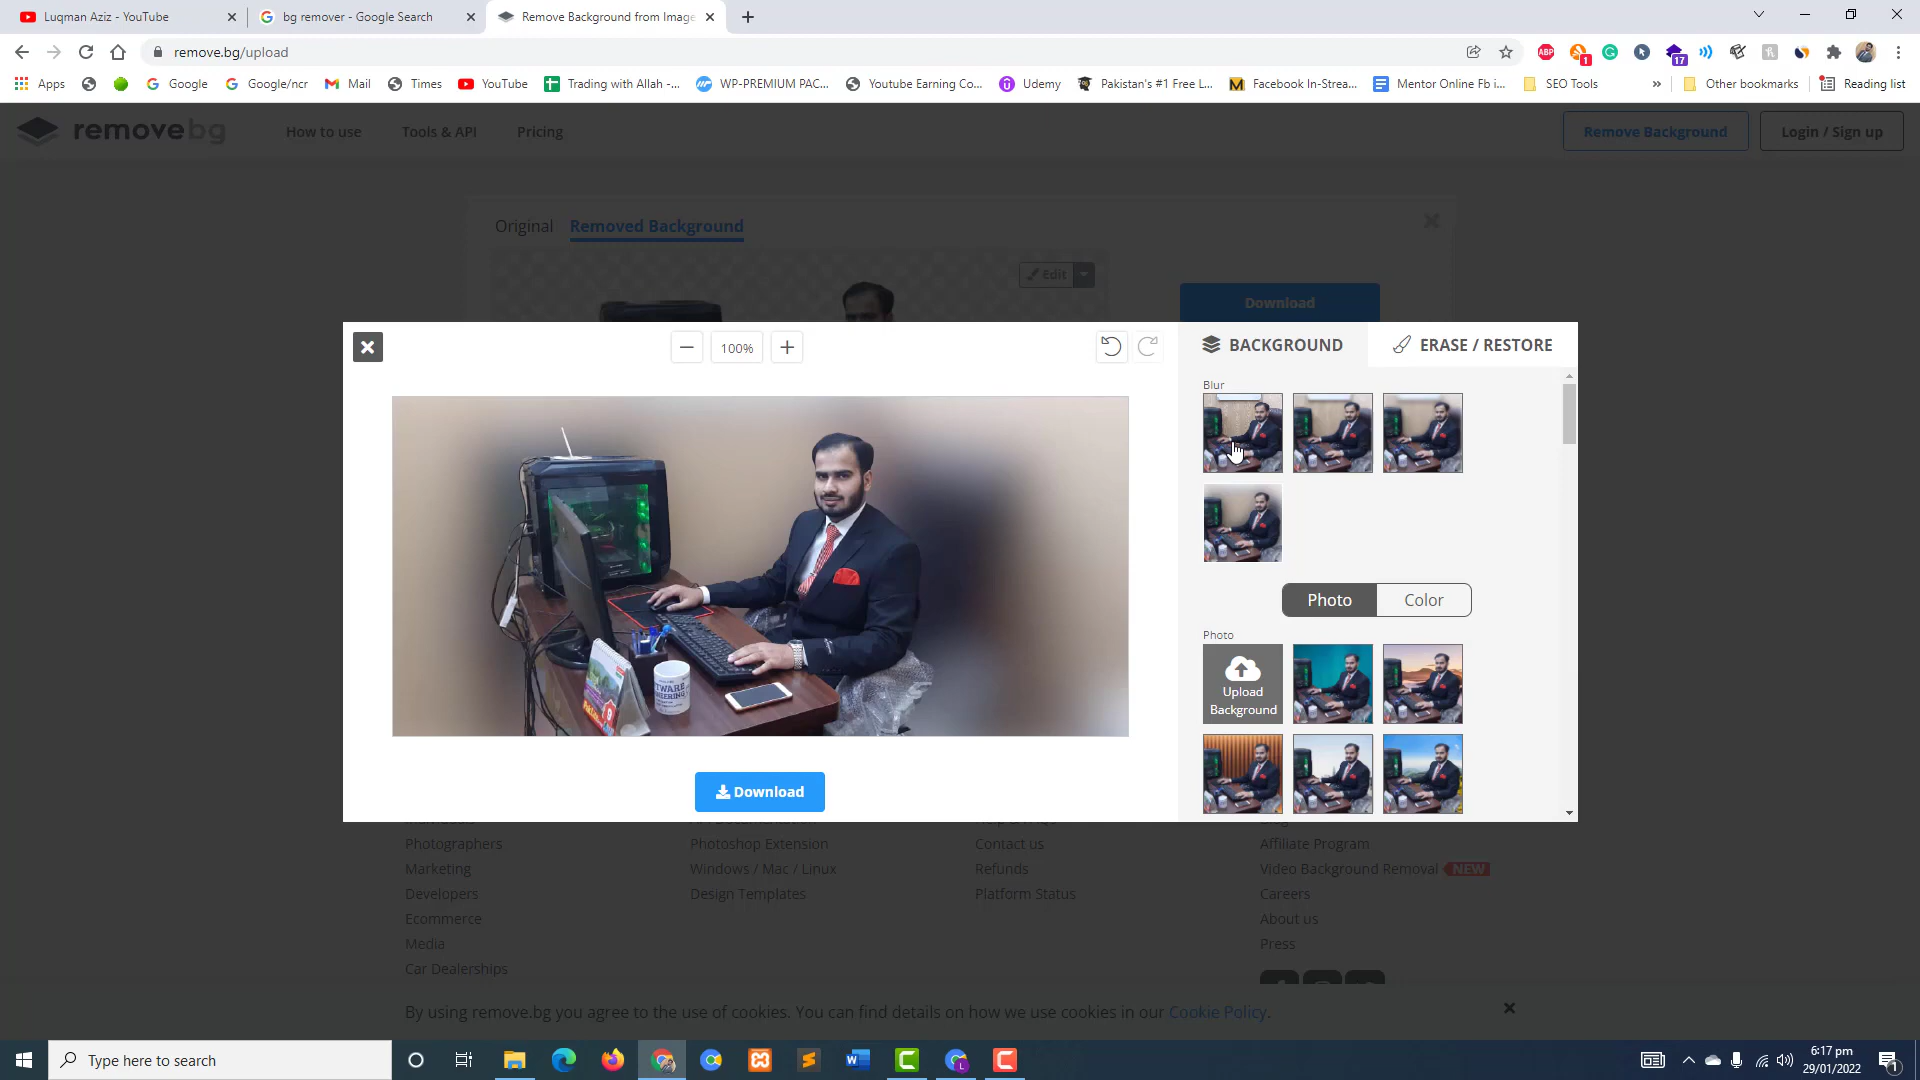 Luqman Aziz - YouTube
bg remover - Google Search
Remove Background from Image
remove.bg/upload
ABP
1
17
Apps
Google
Google/ncr
Mail
Times
YouTube
Trading with Allah -...
WP-PREMIUM PAC...
Youtube Earning Co...
Udemy
Pakistan's #1 Free L...
Facebook In-Strea...
Mentor Online Fb i...
SEO Tools
»
Other bookmarks
Reading list
removebg
How to use
Tools & API
Pricing
Remove Background
Login / Sign up
Original
Removed Background
Edit
Download
100%
BACKGROUND
ERASE / RESTORE
Blur
Photo
Color
Photo
Upload
Background
Download
Photographers
Photoshop Extension
Contact us
Affiliate Program
Marketing
Windows / Mac / Linux
Refunds
Video Background Removal NEW
Developers
Design Templates
Platform Status
Careers
Ecommerce
About us
Media
Press
Car Dealerships
By using remove.bg you agree to the use of cookies. You can find details on how we use cookies in our Cookie Policy.
Type here to search
6:17 pm
29/01/2022
1